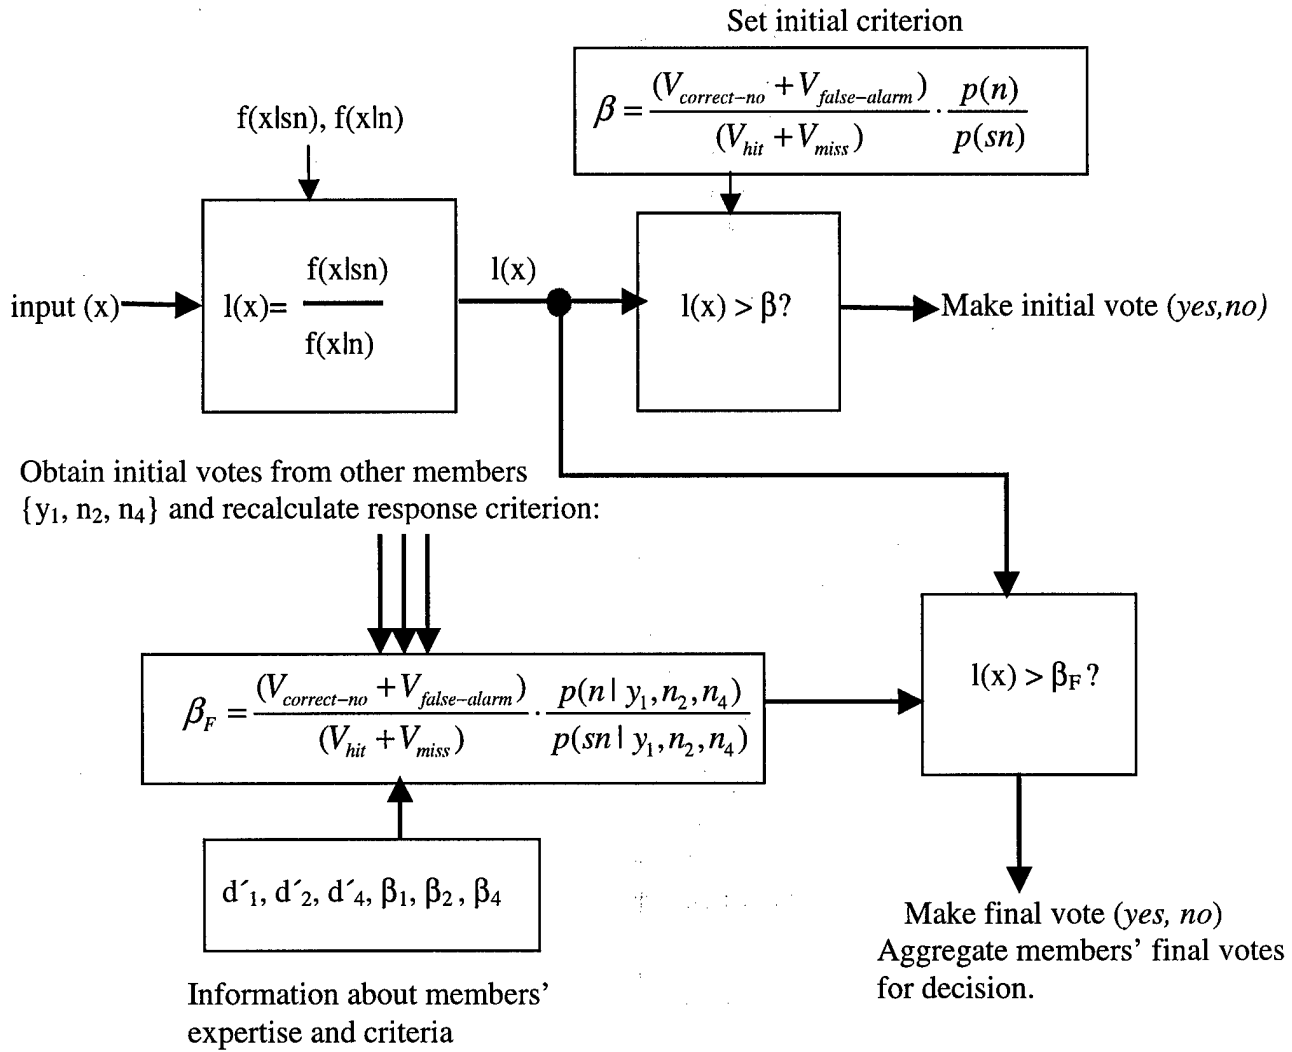 Set initial criterion
β = (V_correct−no + V_false−alarm) / (V_hit + V_miss) · p(n) / p(sn)
f(x|sn), f(x|n)
input (x)
l(x)= f(x|sn) / f(x|n)
l(x)
l(x) > β?
Make initial vote (yes,no)
Obtain initial votes from other members
{y₁, n₂, n₄} and recalculate response criterion:
β_F = (V_correct−no + V_false−alarm) / (V_hit + V_miss) · p(n | y₁, n₂, n₄) / p(sn | y₁, n₂, n₄)
l(x) > β_F ?
d´₁, d´₂, d´₄, β₁, β₂, β₄
Information about members’
expertise and criteria
Make final vote (yes, no)
Aggregate members’ final votes
for decision.